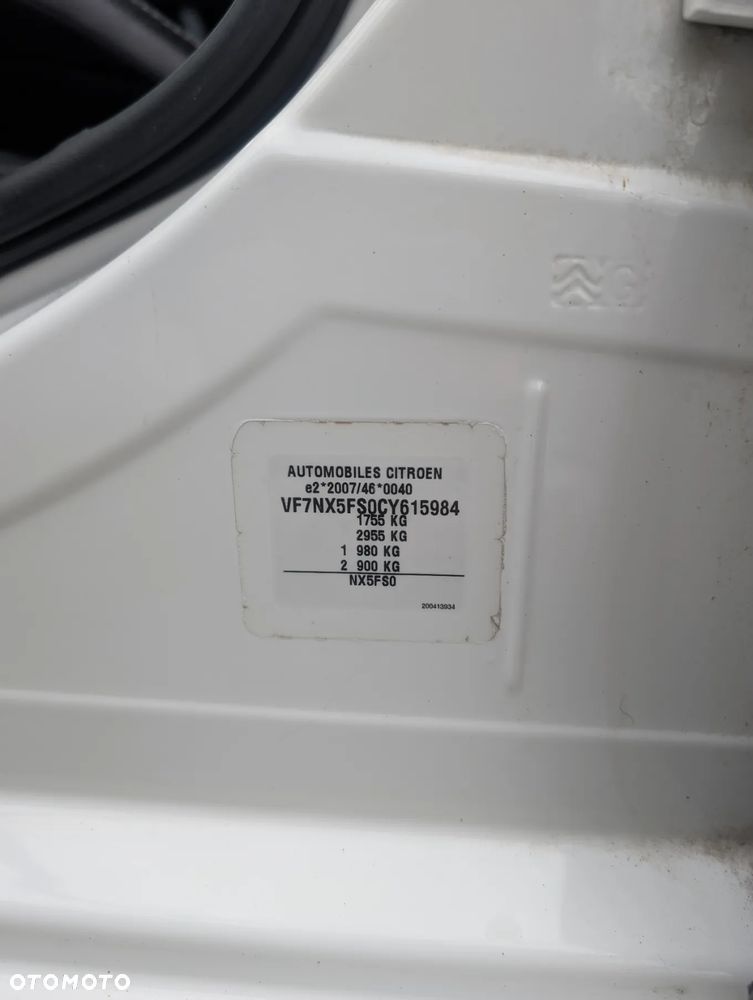 AUTOMOBILES CITROEN
e2*2007/46*0040
VF7NX5FS0CY615984
1755 KG
2955 KG
1 980 KG
2 900 KG
NX5FS0
200413934
OTOMOTO